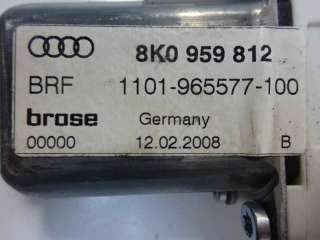 8K0 959 812
BRF 1101-965577-100
brose Germany
00000 12.02.2008 B